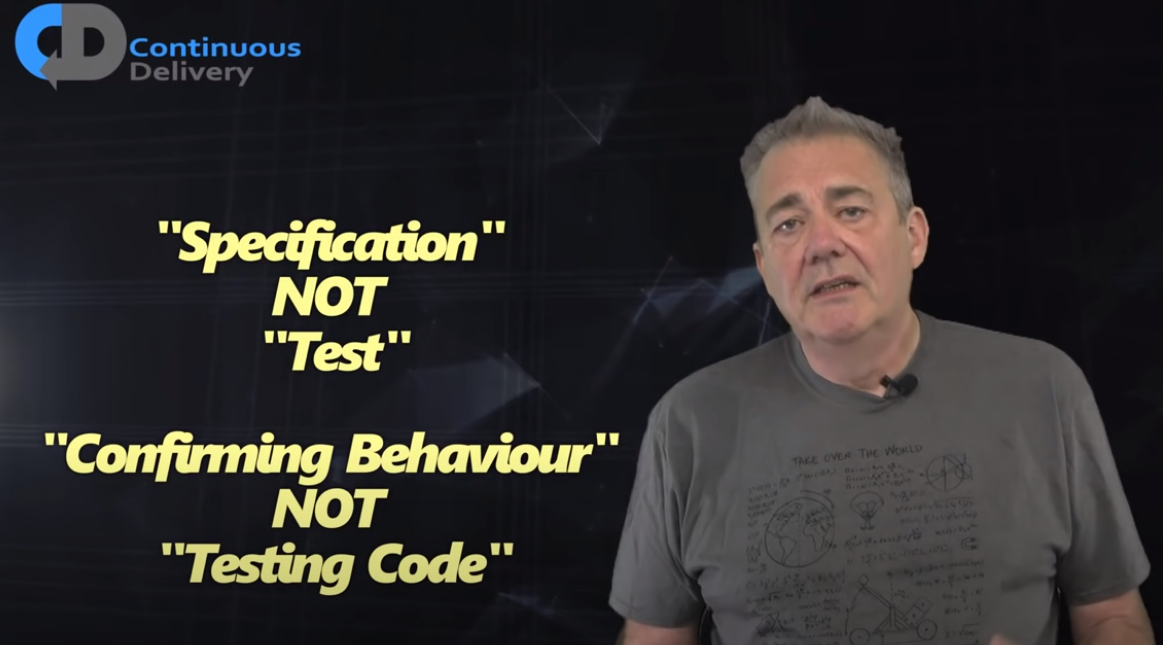 Continuous
Delivery
"Specification"
NOT
"Test"
"Confirming Behaviour"
NOT
"Testing Code"
TAKE OVER THE WORLD